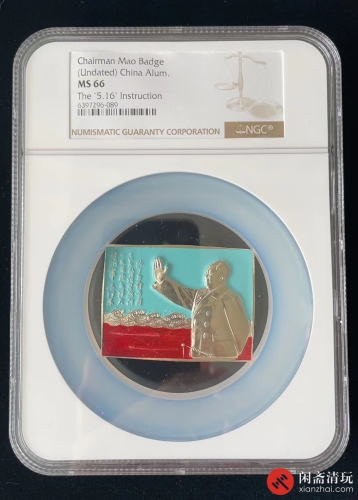 Chairman Mao Badge
(Undated) China Alum.
MS 66
The '5.16' Instruction
6397296-089
NUMISMATIC GUARANTY CORPORATION
NGC®
闲斋清玩
xianzhai.com